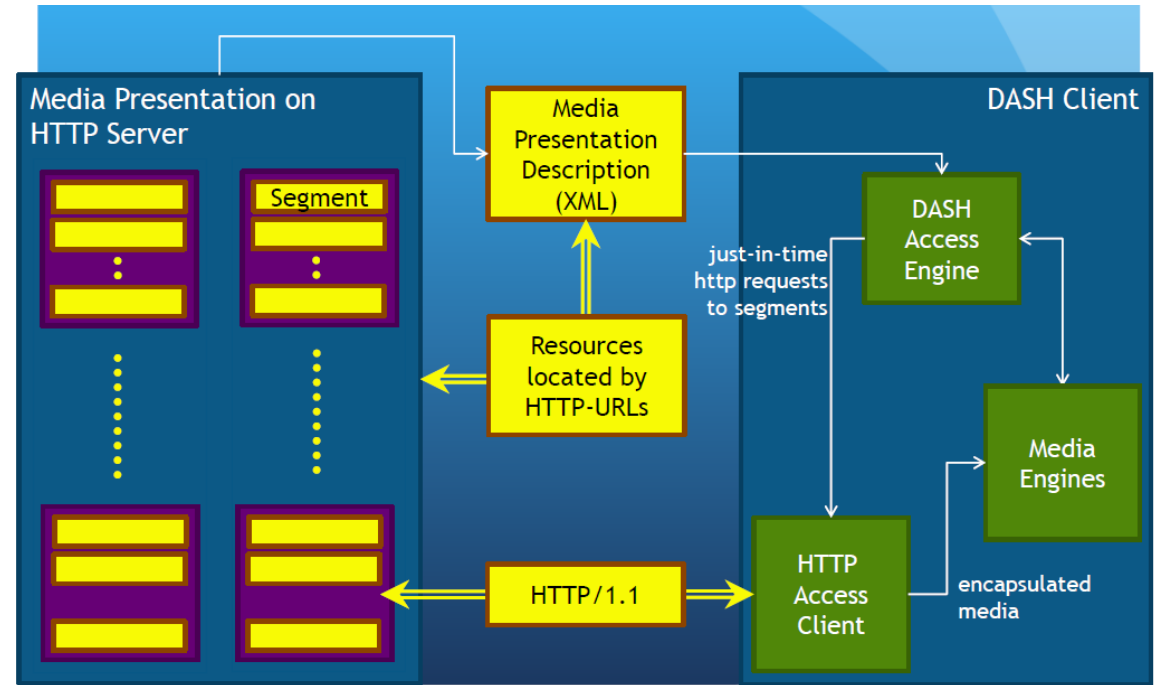 Media Presentation on
HTTP Server
Segment
Media
Presentation
Description
(XML)
Resources
located by
HTTP-URLs
HTTP/1.1
DASH Client
DASH
Access
Engine
just-in-time
http requests
to segments
Media
Engines
HTTP
Access
Client
encapsulated
media